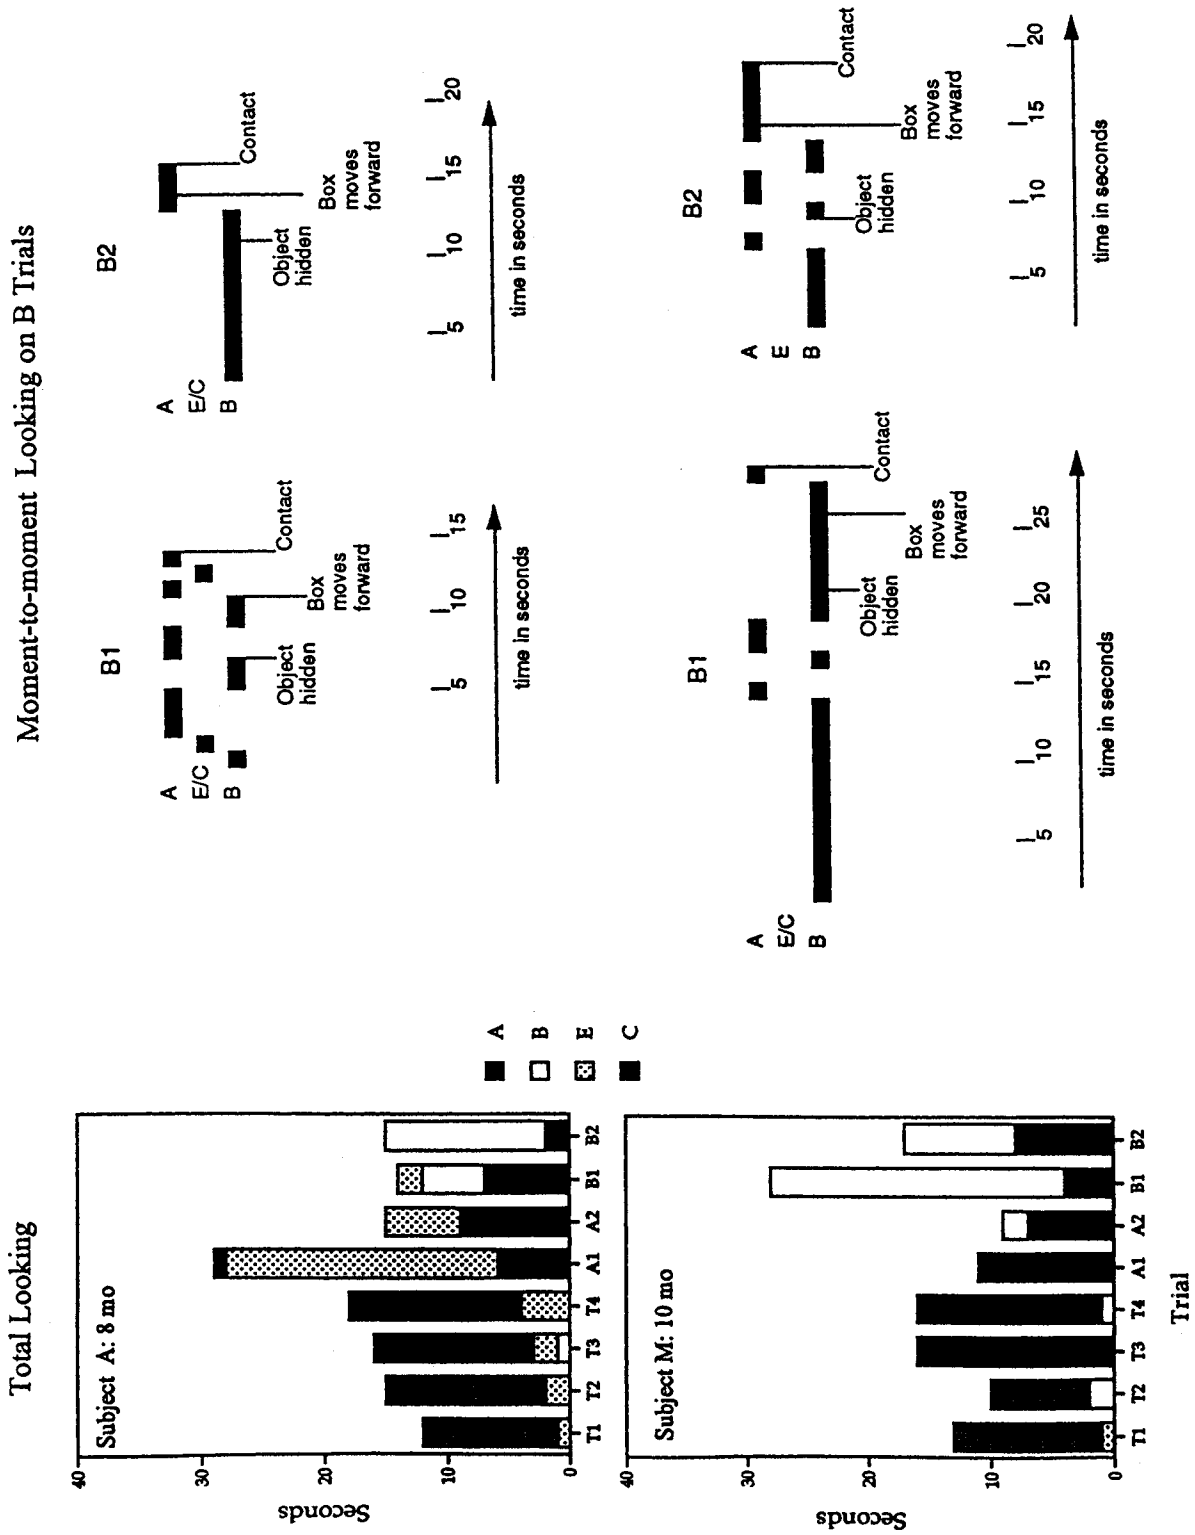 Total Looking
Moment-to-moment Looking on B Trials
Subject A: 8 mo
Seconds
40
30
20
10
0
T1 T2 T3 T4 A1 A2 B1 B2
A
B
E
C
B1
A
E/C
B
Object
hidden
Box
moves
forward
Contact
5 10 15
time in seconds
B2
A
E/C
B
Object
hidden
Box
moves
forward
Contact
5 10 15 20
time in seconds
Subject M: 10 mo
Seconds
40
30
20
10
0
T1 T2 T3 T4 A1 A2 B1 B2
Trial
B1
A
E/C
B
Object
hidden
Box
moves
forward
Contact
5 10 15 20 25
time in seconds
B2
A
E
B
Object
hidden
Box
moves
forward
Contact
5 10 15 20
time in seconds